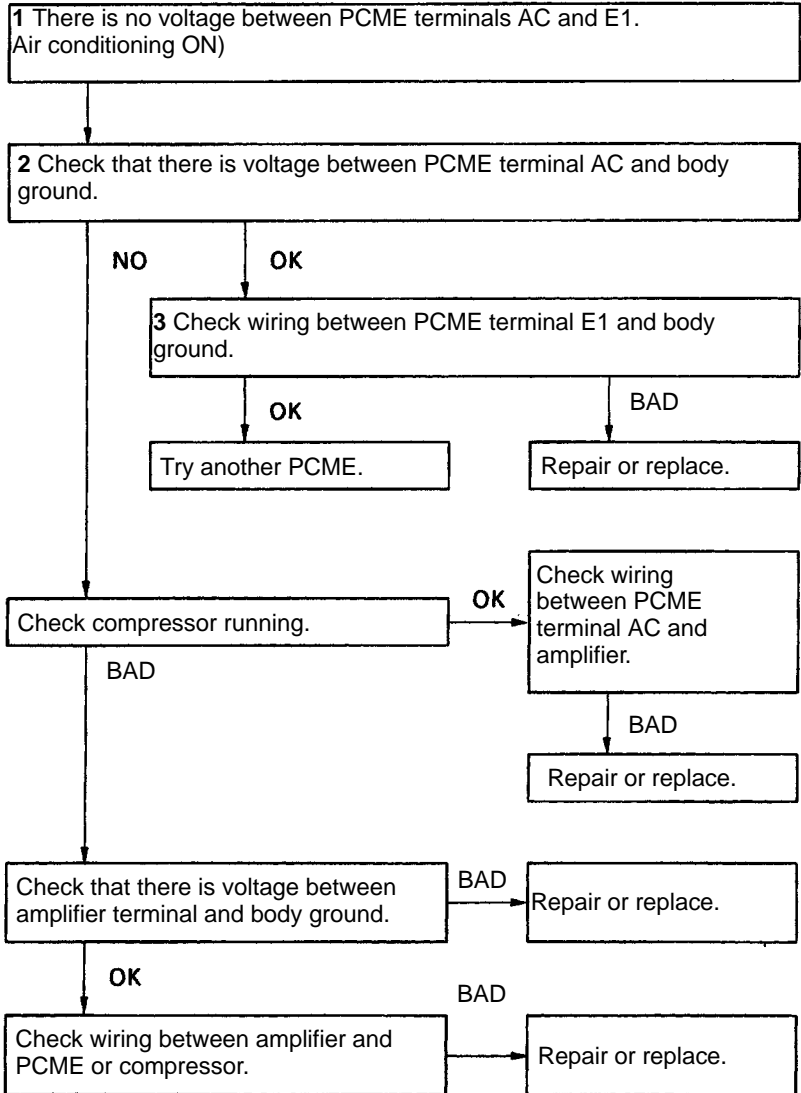 1 There is no voltage between PCME terminals AC and E1.
Air conditioning ON)
2 Check that there is voltage between PCME terminal AC and body
ground.
NO
OK
3 Check wiring between PCME terminal E1 and body
ground.
OK
BAD
Try another PCME.
Repair or replace.
Check compressor running.
OK
Check wiring
between PCME
terminal AC and
amplifier.
BAD
BAD
Repair or replace.
Check that there is voltage between
amplifier terminal and body ground.
BAD
Repair or replace.
OK
BAD
Check wiring between amplifier and
PCME or compressor.
Repair or replace.